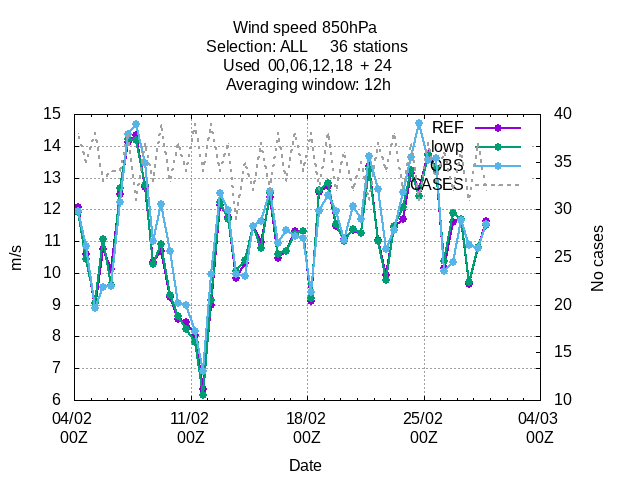 Wind speed 850hPa
Selection: ALL 36 stations
Used 00,06,12,18 + 24
Averaging window: 12h
15
14
13
12
11
10
9
8
7
6
m/s
40
35
30
25
20
15
10
No cases
REF
lowp
OBS
CASES
04/02 11/02 18/02 25/02 04/03
00Z 00Z 00Z 00Z 00Z
Date